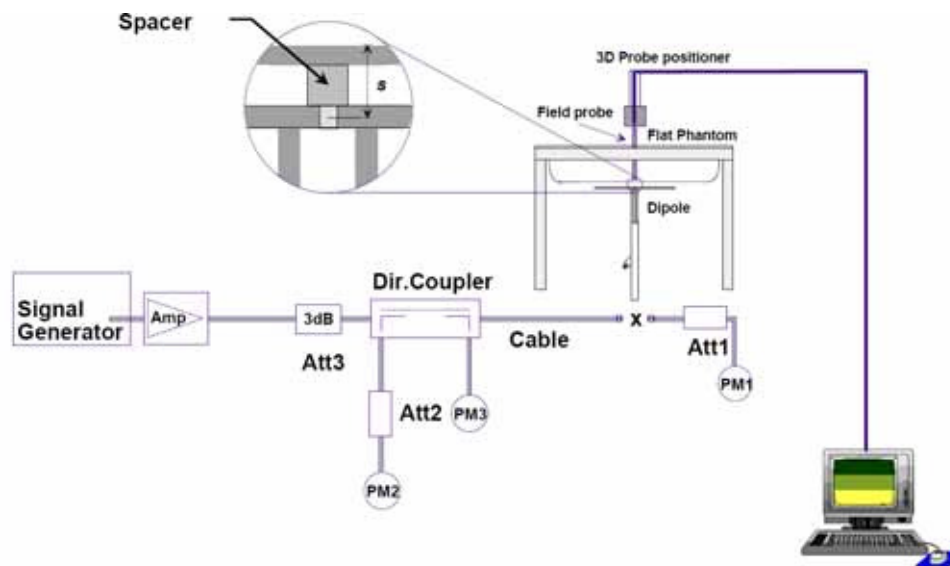 Spacer
s
3D Probe positioner
Field probe
Flat Phantom
Dipole
Signal
Generator
Amp
3dB
Att3
Dir.Coupler
Cable
x
Att1
PM1
Att2
PM3
PM2